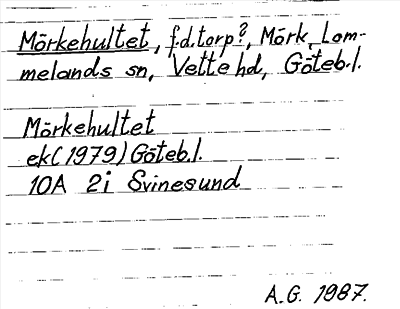 Mörkehultet, f.d. torp?, Mörk, Lom-
melands sn, Vette hd, Göteb.l.
Mörkehultet
ek (1979) Göteb.l.
10A 2i Svinesund
A.G. 1987.